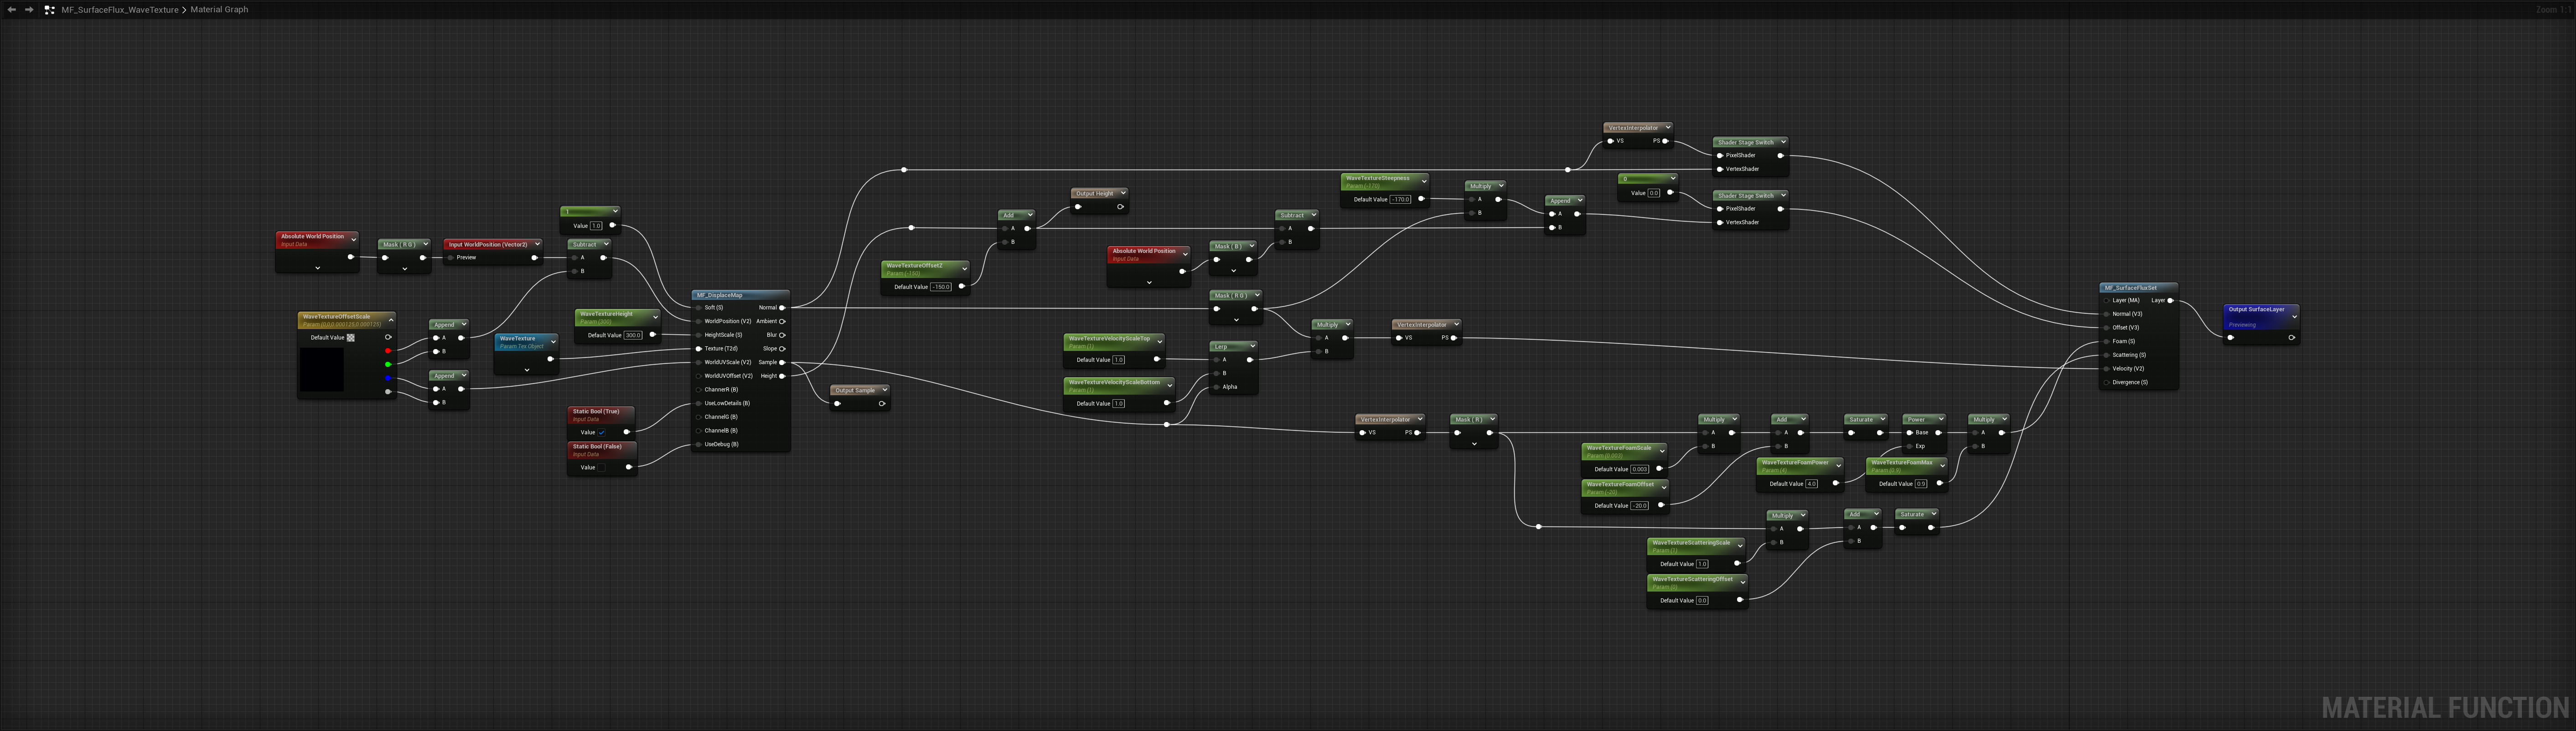 MF_SurfaceFlux_WaveTexture > Material Graph
Zoom 1:1
Absolute World Position
Input Data
Mask ( R G )
Input WorldPosition (Vector2)
Preview
1
Value 1.0
Subtract
A
B
WaveTextureOffsetScale
Param (0,0,0.000125,0.000125)
Default Value
Append
A
B
Append
A
B
WaveTexture
Param Tex Object
WaveTextureHeight
Param (300)
Default Value 300.0
Static Bool (True)
Input Data
Value
Static Bool (False)
Input Data
Value
MF_DisplaceMap
Soft (S) Normal
WorldPosition (V2) Ambient
HeightScale (S) Blur
Texture (T2d) Slope
WorldUVScale (V2) Sample
WorldUVOffset (V2) Height
ChannelR (B)
UseLowDetails (B)
ChannelG (B)
ChannelB (B)
UseDebug (B)
Output Sample
WaveTextureOffsetZ
Param (-150)
Default Value -150.0
Add
A
B
Output Height
Absolute World Position
Input Data
Mask ( B )
Subtract
A
B
Mask ( R G )
WaveTextureVelocityScaleTop
Param (1)
Default Value 1.0
WaveTextureVelocityScaleBottom
Param (1)
Default Value 1.0
Lerp
A
B
Alpha
Multiply
A
B
VertexInterpolator
VS PS
WaveTextureSteepness
Param (-170)
Default Value -170.0
Multiply
A
B
Append
A
B
VertexInterpolator
VS PS
0
Value 0.0
Shader Stage Switch
PixelShader
VertexShader
Shader Stage Switch
PixelShader
VertexShader
VertexInterpolator
VS PS
Mask ( R )
WaveTextureFoamScale
Param (0.003)
Default Value 0.003
WaveTextureFoamOffset
Param (-20)
Default Value -20.0
Multiply
A
B
Add
A
B
Saturate
Power
Base
Exp
Multiply
A
B
WaveTextureFoamPower
Param (4)
Default Value 4.0
WaveTextureFoamMax
Param (0.9)
Default Value 0.9
WaveTextureScatteringScale
Param (1)
Default Value 1.0
WaveTextureScatteringOffset
Param (0)
Default Value 0.0
Multiply
A
B
Add
A
B
Saturate
MF_SurfaceFluxSet
Layer (MA) Layer
Normal (V3)
Offset (V3)
Foam (S)
Scattering (S)
Velocity (V2)
Divergence (S)
Output SurfaceLayer
Previewing
MATERIAL FUNCTION